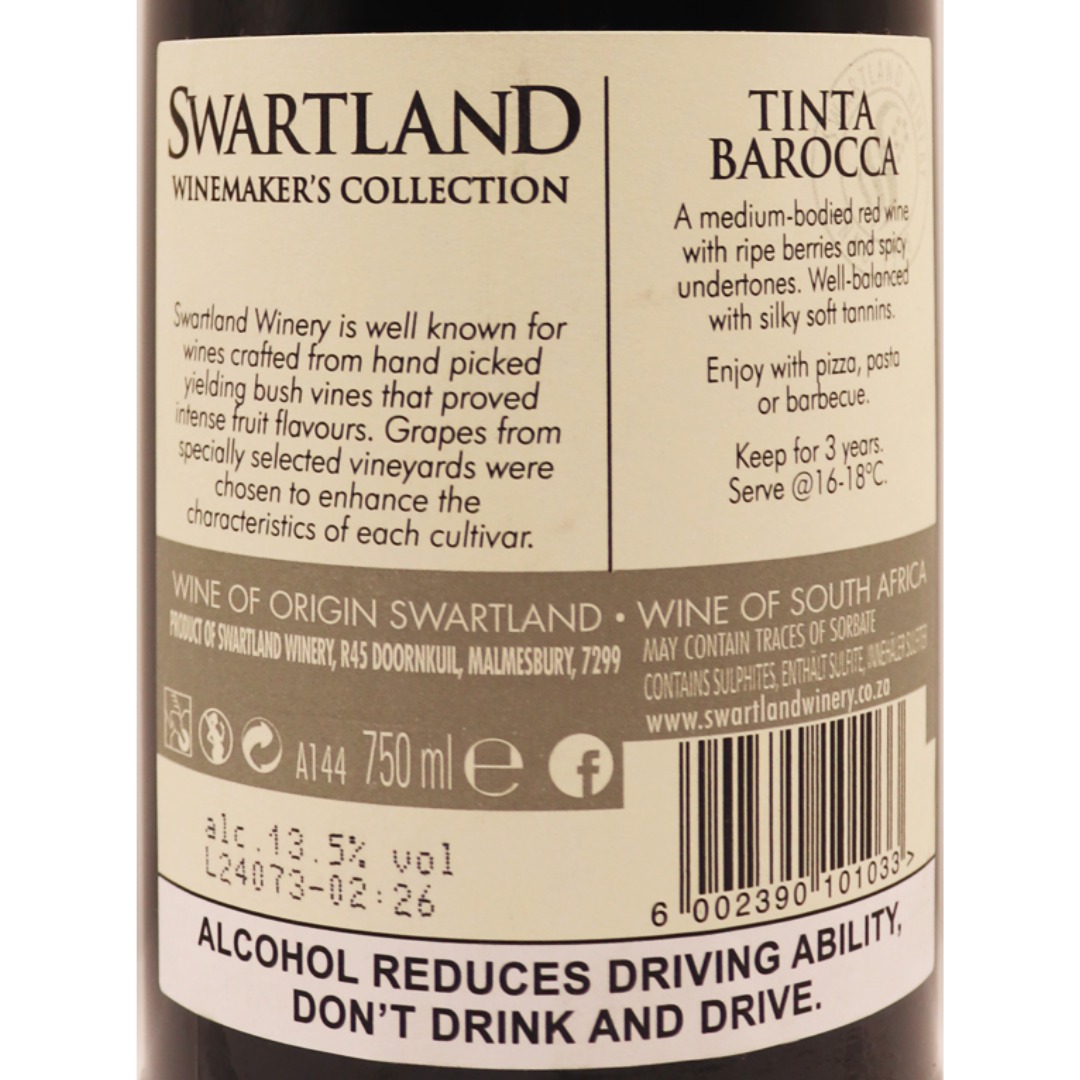 SWARTLAND
WINEMAKER'S COLLECTION
Swartland Winery is well known for
wines crafted from hand picked
yielding bush vines that proved
intense fruit flavours. Grapes from
specially selected vineyards were
chosen to enhance the
characteristics of each cultivar.
TINTA
BAROCCA
A medium-bodied red wine
with ripe berries and spicy
undertones. Well-balanced
with silky soft tannins.
Enjoy with pizza, pasta
or barbecue.
Keep for 3 years.
Serve @16-18°C.
WINE OF ORIGIN SWARTLAND • WINE OF SOUTH AFRICA
PRODUCT OF SWARTLAND WINERY, R45 DOORNKUIL, MALMESBURY, 7299
MAY CONTAIN TRACES OF SORBATE
CONTAINS SULPHITES, ENTHÄLT SULFITE,
www.swartlandwinery.co.za
A144 750 ml e f
alc.13.5% vol
L24073-02:26
6 002390 101033 >
ALCOHOL REDUCES DRIVING ABILITY,
DON'T DRINK AND DRIVE.